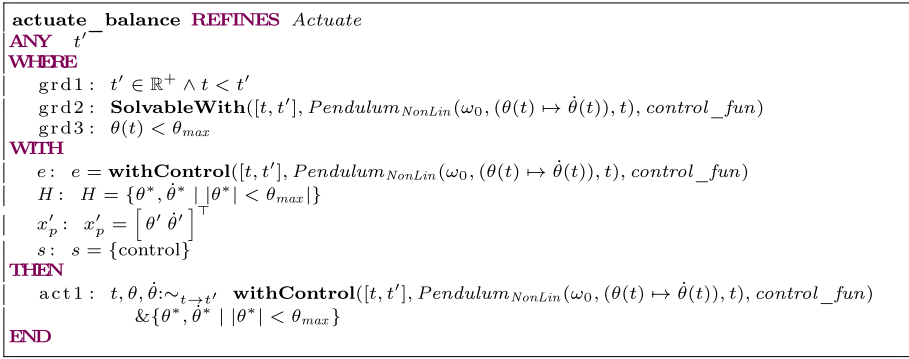 actuate_balance REFINES Actuate
ANY t′
WHERE
grd1: t′ ∈ ℝ⁺ ∧ t < t′
grd2: SolvableWith([t, t′], Pendulum_NonLin(ω₀, (θ(t) ↦ θ̇(t)), t), control_fun)
grd3: θ(t) < θ_max
WITH
e: e = withControl([t, t′], Pendulum_NonLin(ω₀, (θ(t) ↦ θ̇(t)), t), control_fun)
H: H = {θ*, θ̇* | |θ*| < θ_max|}
x′_p: x′_p = [θ′ θ̇′]^⊤
s: s = {control}
THEN
act1: t, θ, θ̇:∼_{t→t′} withControl([t, t′], Pendulum_NonLin(ω₀, (θ(t) ↦ θ̇(t)), t), control_fun)
&{θ*, θ̇* | |θ*| < θ_max}
END